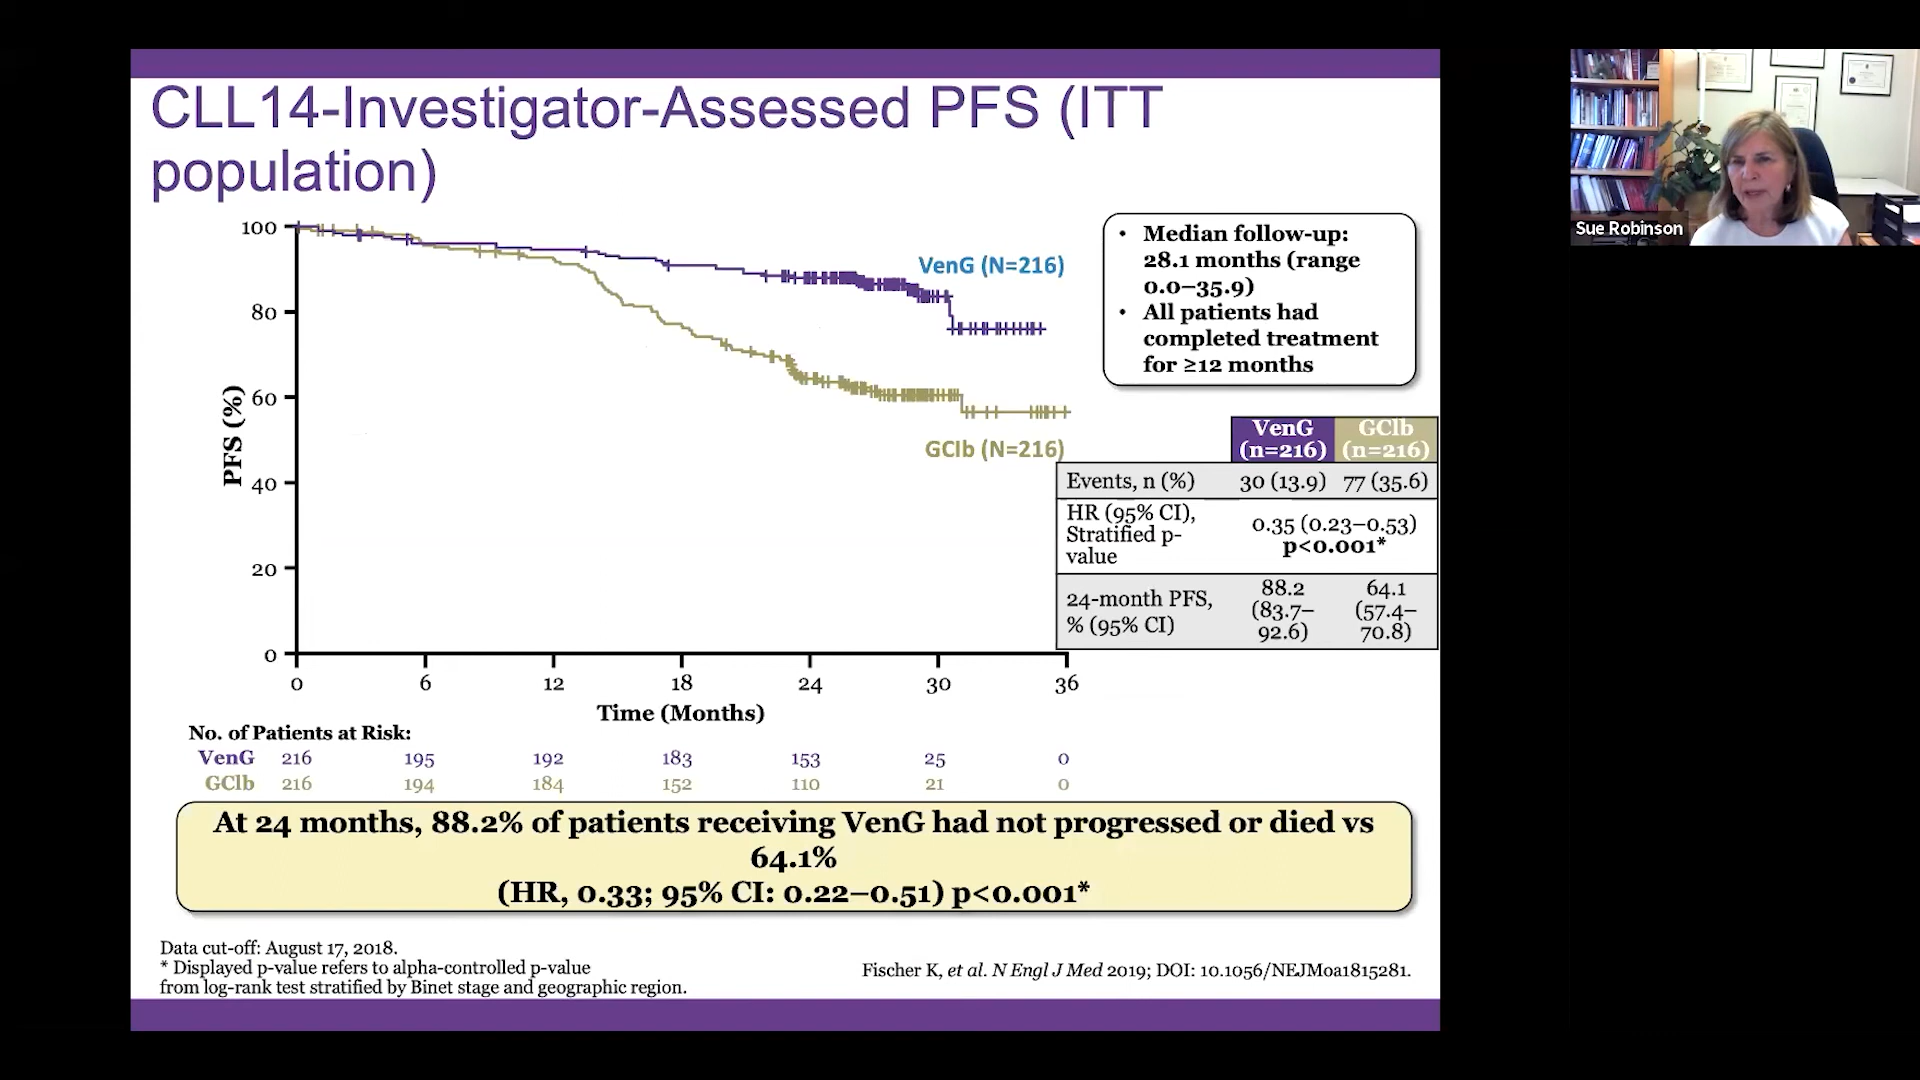 CLL14-Investigator-Assessed PFS (ITT
population)
100
80
60
40
20
0
PFS (%)
VenG (N=216)
GClb (N=216)
0 6 12 18 24 30 36
Time (Months)
• Median follow-up:
28.1 months (range
0.0–35.9)
• All patients had
completed treatment
for ≥12 months
VenG GClb
(n=216) (n=216)
Events, n (%) 30 (13.9) 77 (35.6)
HR (95% CI),
Stratified p-
value
0.35 (0.23–0.53)
p<0.001*
24-month PFS,
% (95% CI)
88.2
(83.7–
92.6)
64.1
(57.4–
70.8)
No. of Patients at Risk:
VenG 216 195 192 183 153 25 0
GClb 216 194 184 152 110 21 0
At 24 months, 88.2% of patients receiving VenG had not progressed or died vs
64.1%
(HR, 0.33; 95% CI: 0.22–0.51) p<0.001*
Data cut-off: August 17, 2018.
* Displayed p-value refers to alpha-controlled p-value
from log-rank test stratified by Binet stage and geographic region.
Fischer K, et al. N Engl J Med 2019; DOI: 10.1056/NEJMoa1815281.
Sue Robinson